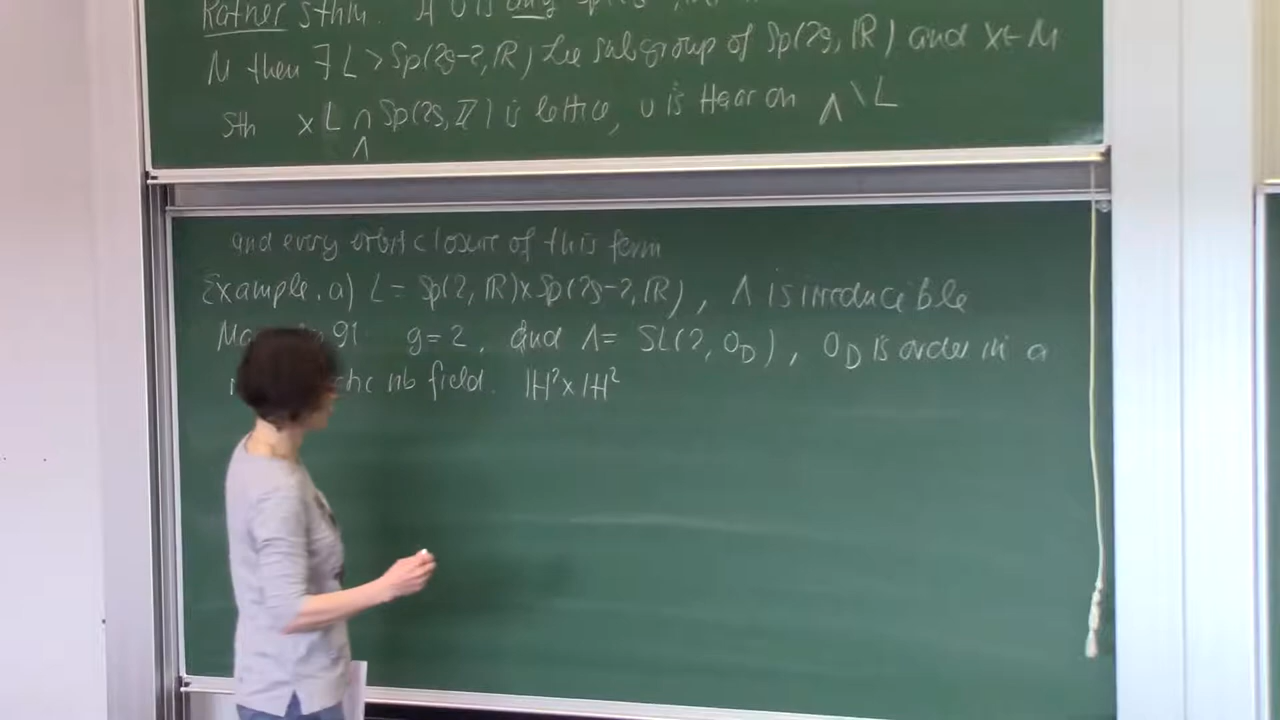 Ratner sthm. If υ is any
M then ∃ L > Sp(2g-2, ℝ) Lie subgroup of Sp(2g, ℝ) and x ∈ M
sth x L ∩ Sp(2g, ℤ) is lattice, υ is Haar on Λ\L
Λ
and every orbit closure of this form
Example. a) L = Sp(2, ℝ) x Sp(2g-2, ℝ), Λ is irreducible
g = 2, and Λ = SL(2, O_D), O_D is order in a
nb field. ℍ² x ℍ²